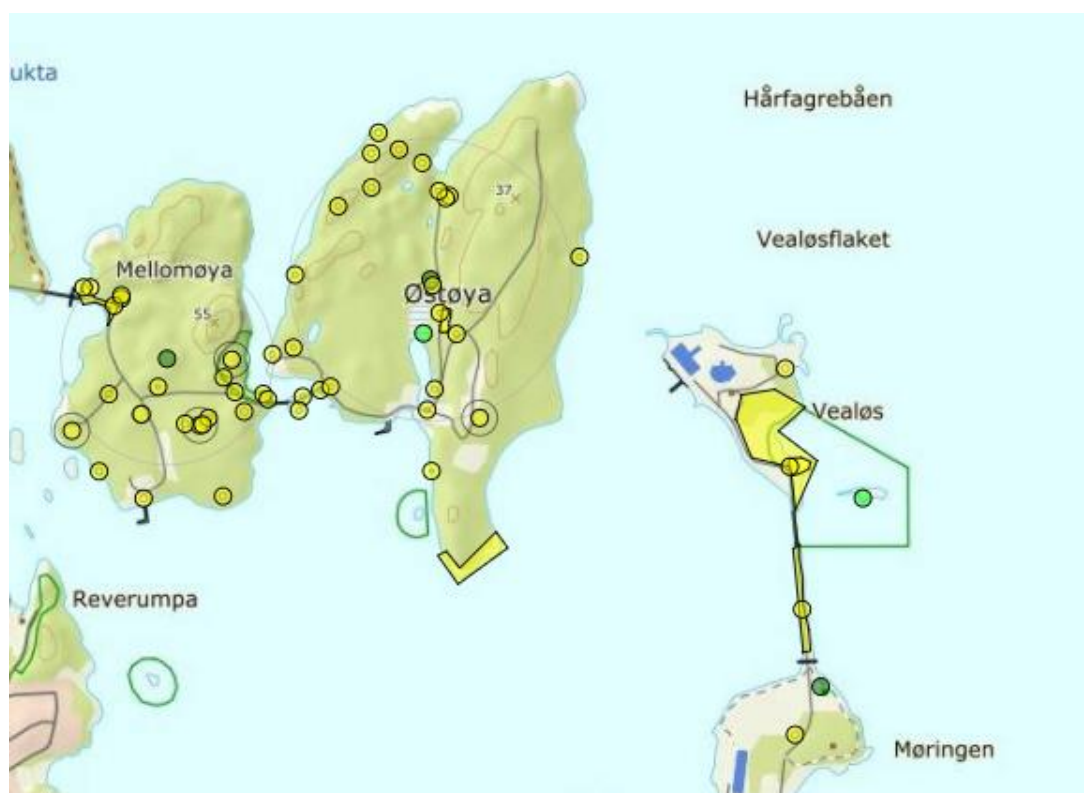 ukta
Hårfagrebåen
37
Vealøsflaket
Mellomøya
Østøya
55
Vealøs
Reverumpa
Møringen